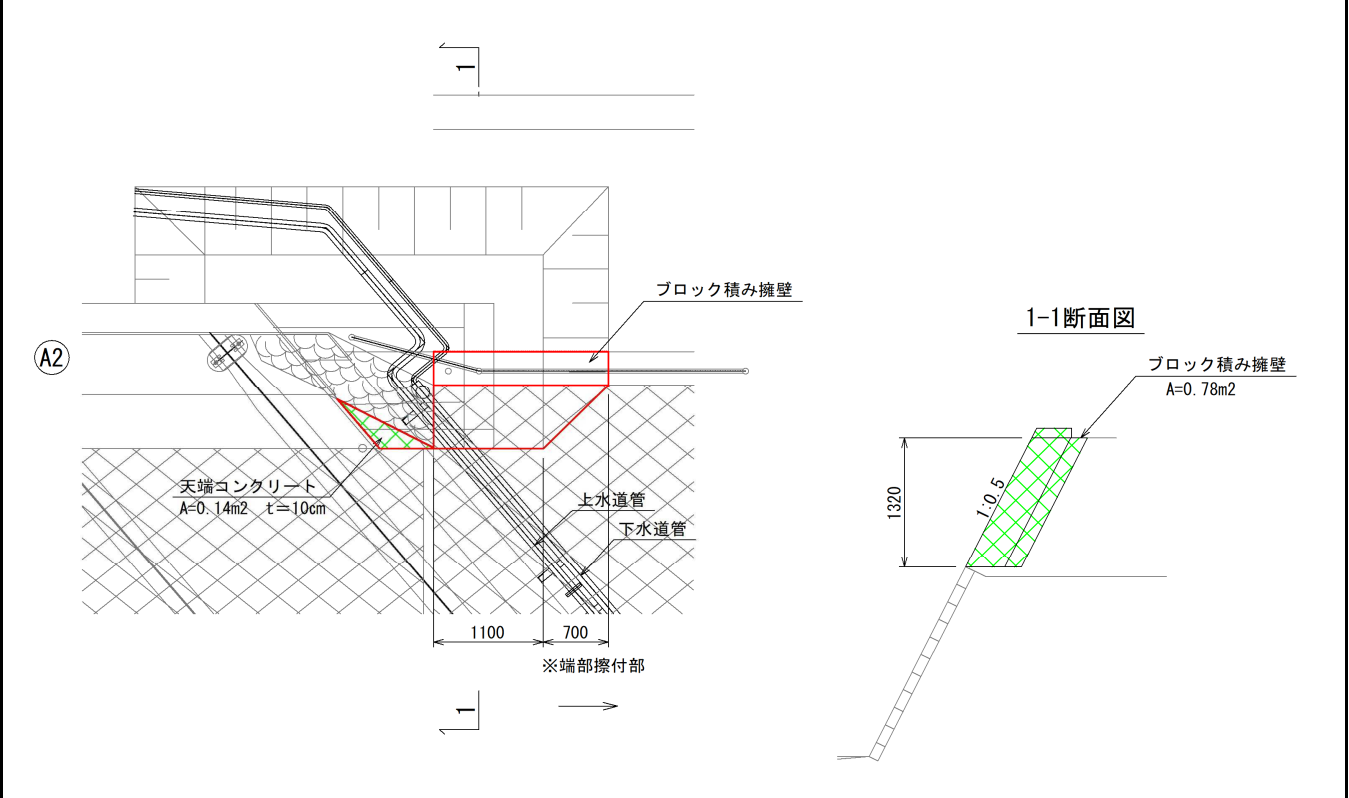 1
ブロック積み擁壁
1-1断面図
A2
ブロック積み擁壁
A=0.78m2
天端コンクリート
A=0.14m2 t=10cm
上水道管
下水道管
1320
1:0.5
1100
700
※端部擦付部
1